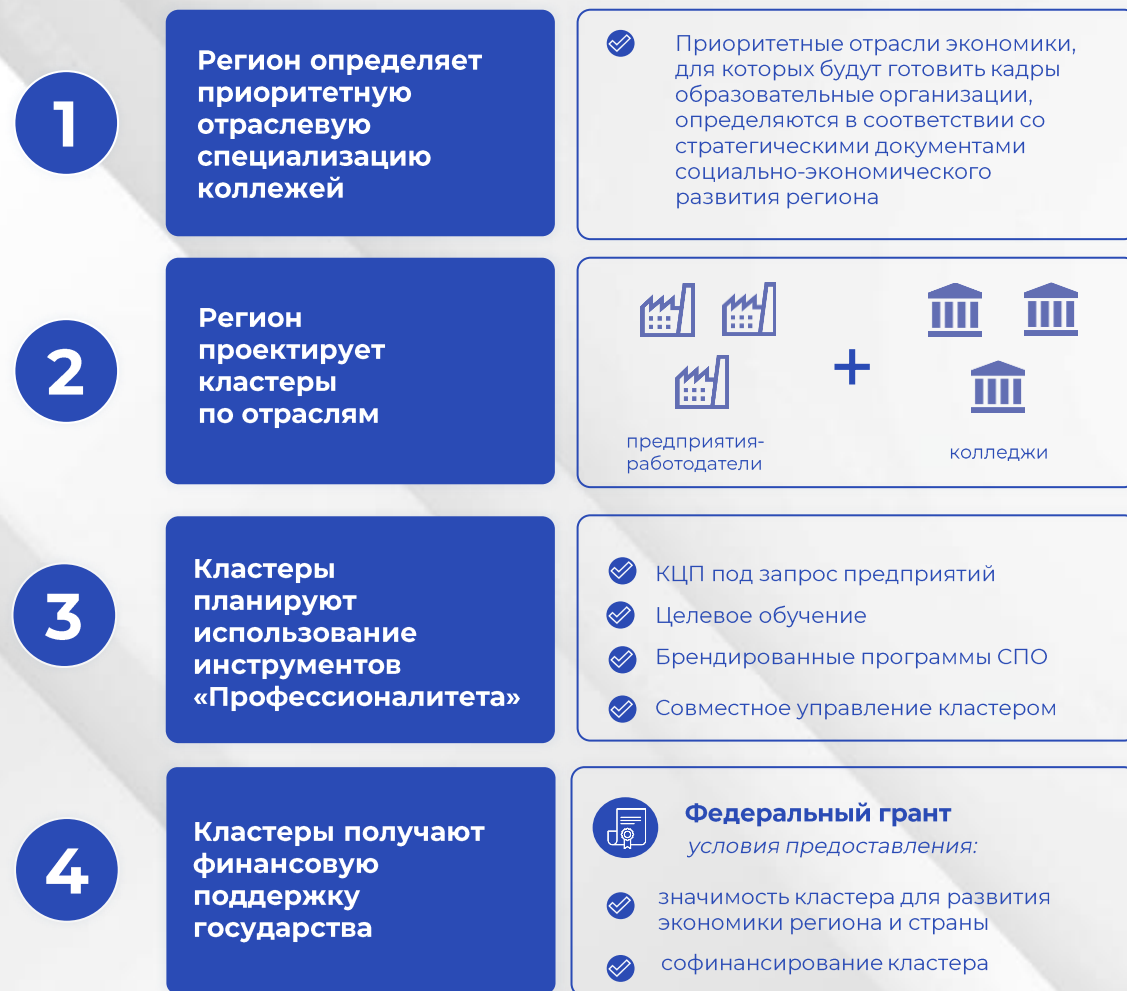 1
Регион определяет
приоритетную
отраслевую
специализацию
коллежей
Приоритетные отрасли экономики,
для которых будут готовить кадры
образовательные организации,
определяются в соответствии со
стратегическими документами
социально-экономического
развития региона
2
Регион
проектирует
кластеры
по отраслям
предприятия-
работодатели
+
колледжи
3
Кластеры
планируют
использование
инструментов
«Профессионалитета»
КЦП под запрос предприятий
Целевое обучение
Брендированные программы СПО
Совместное управление кластером
4
Кластеры получают
финансовую
поддержку
государства
Федеральный грант
условия предоставления:
значимость кластера для развития
экономики региона и страны
софинансирование кластера